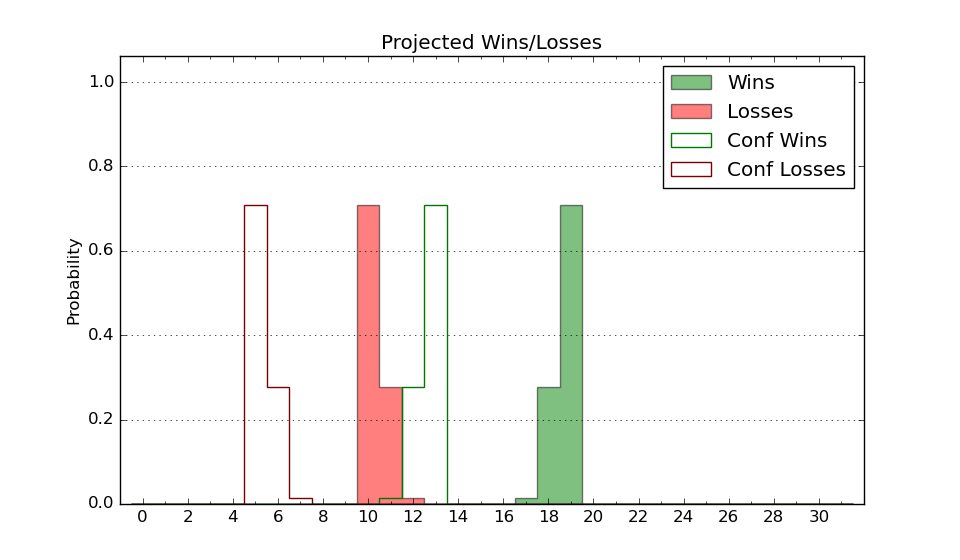 Projected Wins/Losses
Wins
Losses
Conf Wins
Conf Losses
Probability
1.0
0.8
0.6
0.4
0.2
0.0
0 2 4 6 8 10 12 14 16 18 20 22 24 26 28 30